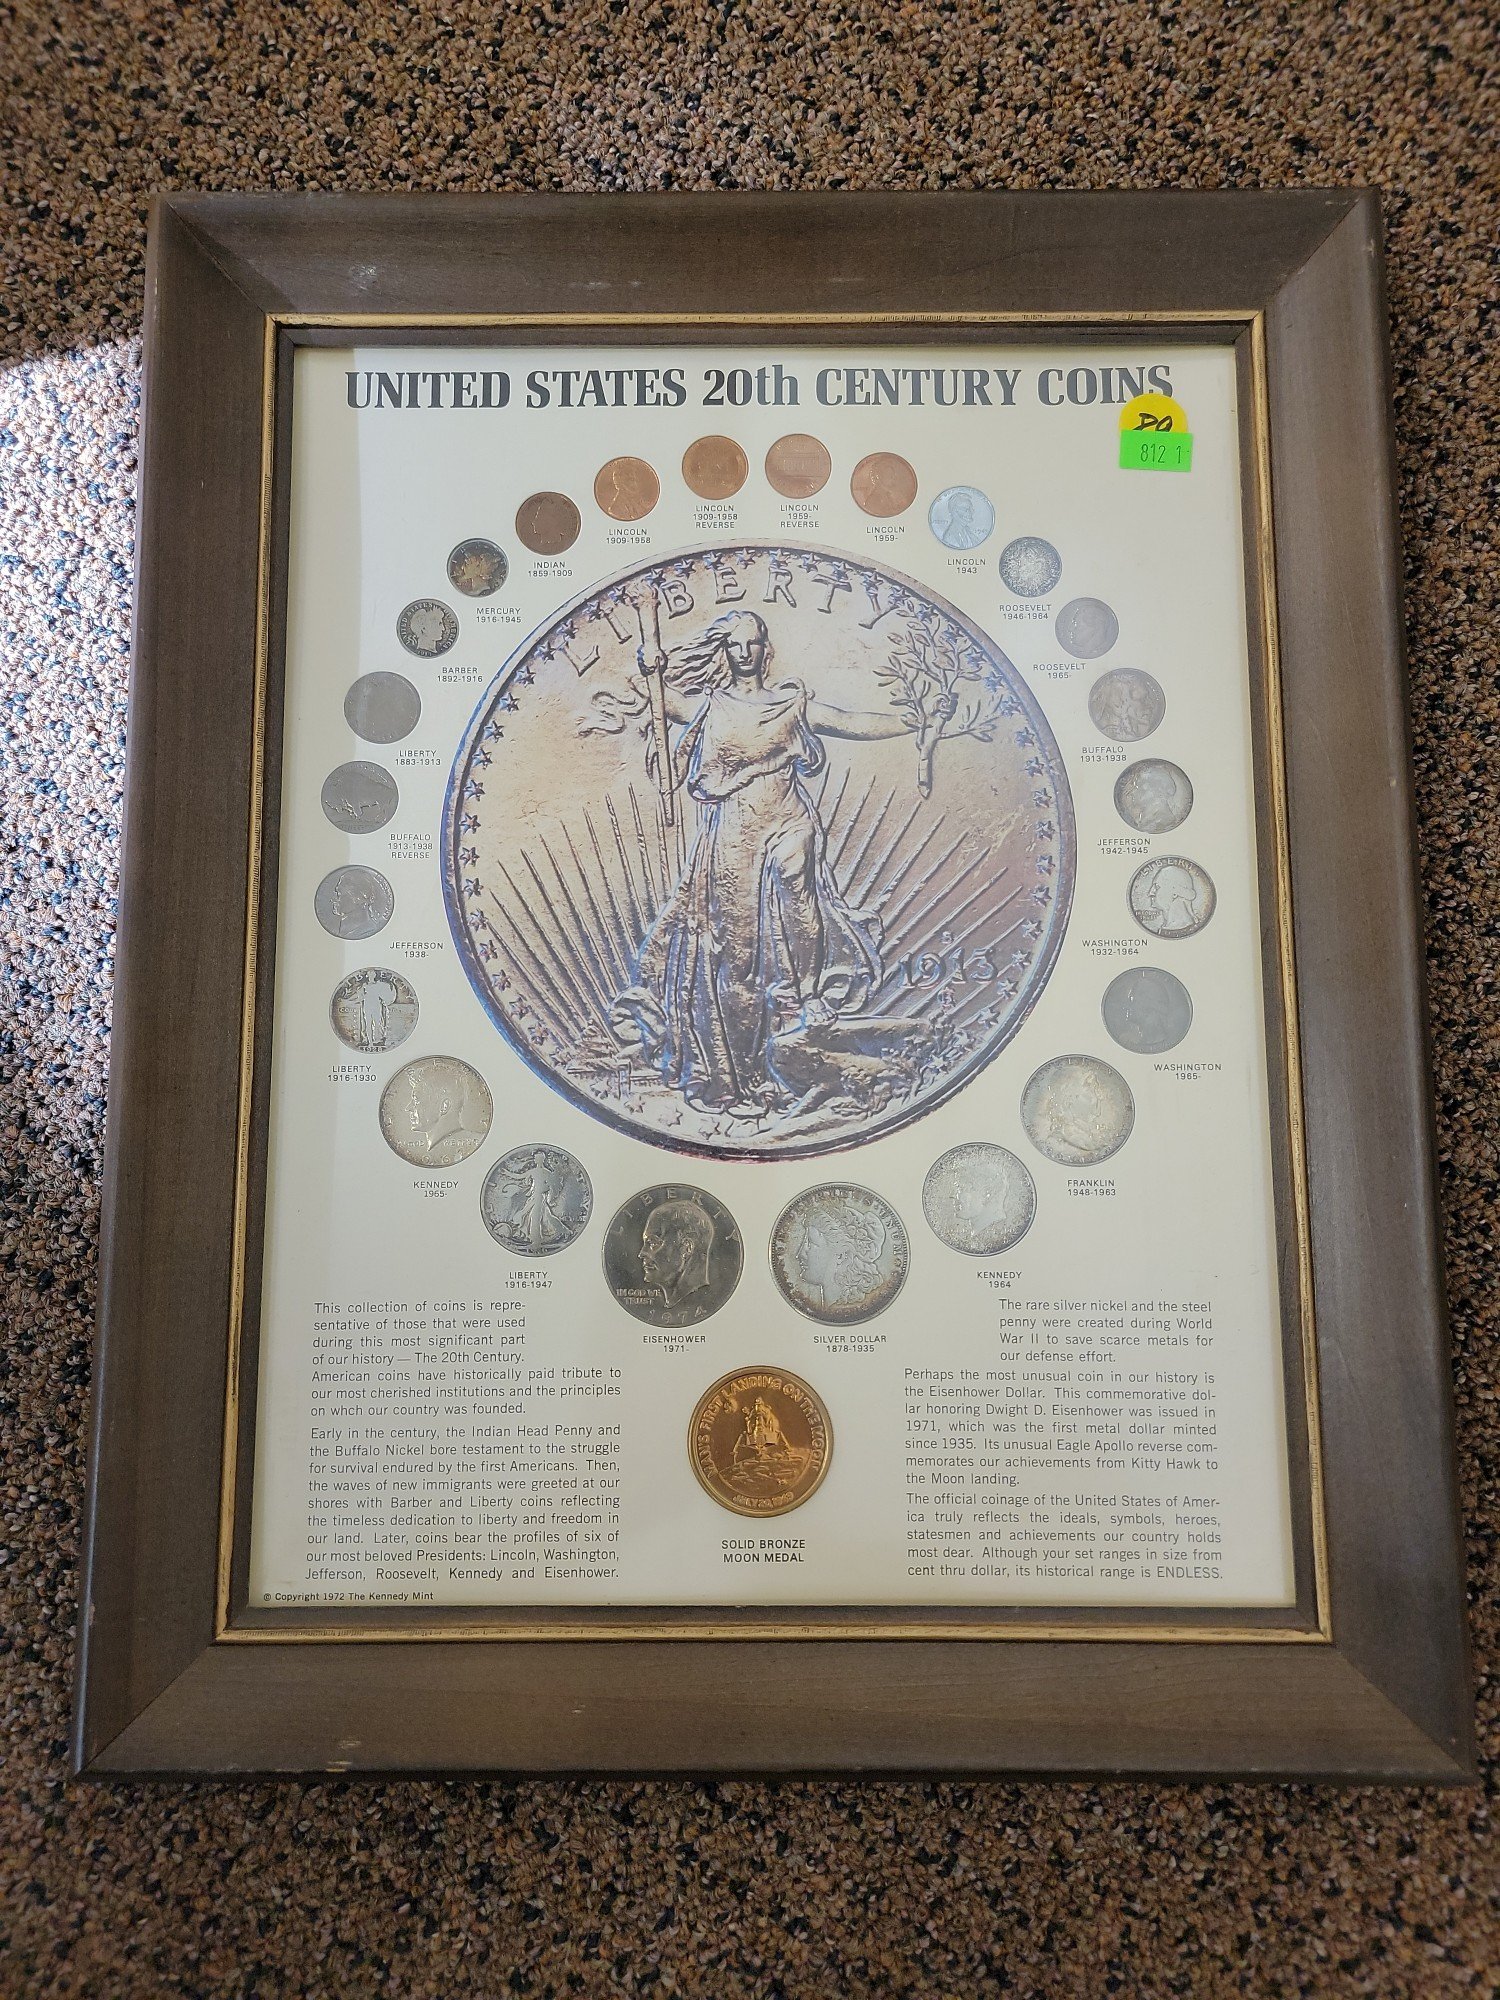 UNITED STATES 20th CENTURY COINS
812 1
LINCOLN
1909-1958
REVERSE
LINCOLN
1959-
REVERSE
LINCOLN
1909-1958
LINCOLN
1959-
INDIAN
1859-1909
LINCOLN
1943
MERCURY
1916-1945
ROOSEVELT
1946-1964
BARBER
1892-1916
ROOSEVELT
1965-
LIBERTY
1883-1913
BUFFALO
1913-1938
BUFFALO
1913-1938
REVERSE
JEFFERSON
1942-1945
JEFFERSON
1938-
WASHINGTON
1932-1964
LIBERTY
1916-1930
WASHINGTON
1965-
KENNEDY
1965-
FRANKLIN
1948-1963
LIBERTY
1916-1947
KENNEDY
1964
EISENHOWER
1971-
SILVER DOLLAR
1878-1935
LIBERTY
1913
LIBERTY
IN GOD WE
TRUST
1974
This collection of coins is repre-
sentative of those that were used
during this most significant part
of our history — The 20th Century.
American coins have historically paid tribute to
our most cherished institutions and the principles
on whch our country was founded.
Early in the century, the Indian Head Penny and
the Buffalo Nickel bore testament to the struggle
for survival endured by the first Americans. Then,
the waves of new immigrants were greeted at our
shores with Barber and Liberty coins reflecting
the timeless dedication to liberty and freedom in
our land. Later, coins bear the profiles of six of
our most beloved Presidents: Lincoln, Washington,
Jefferson, Roosevelt, Kennedy and Eisenhower.
MAN'S FIRST LANDING ON THE MOON
JULY 20, 1969
SOLID BRONZE
MOON MEDAL
The rare silver nickel and the steel
penny were created during World
War II to save scarce metals for
our defense effort.
Perhaps the most unusual coin in our history is
the Eisenhower Dollar. This commemorative dol-
lar honoring Dwight D. Eisenhower was issued in
1971, which was the first metal dollar minted
since 1935. Its unusual Eagle Apollo reverse com-
memorates our achievements from Kitty Hawk to
the Moon landing.
The official coinage of the United States of Amer-
ica truly reflects the ideals, symbols, heroes,
statesmen and achievements our country holds
most dear. Although your set ranges in size from
cent thru dollar, its historical range is ENDLESS.
© Copyright 1972 The Kennedy Mint